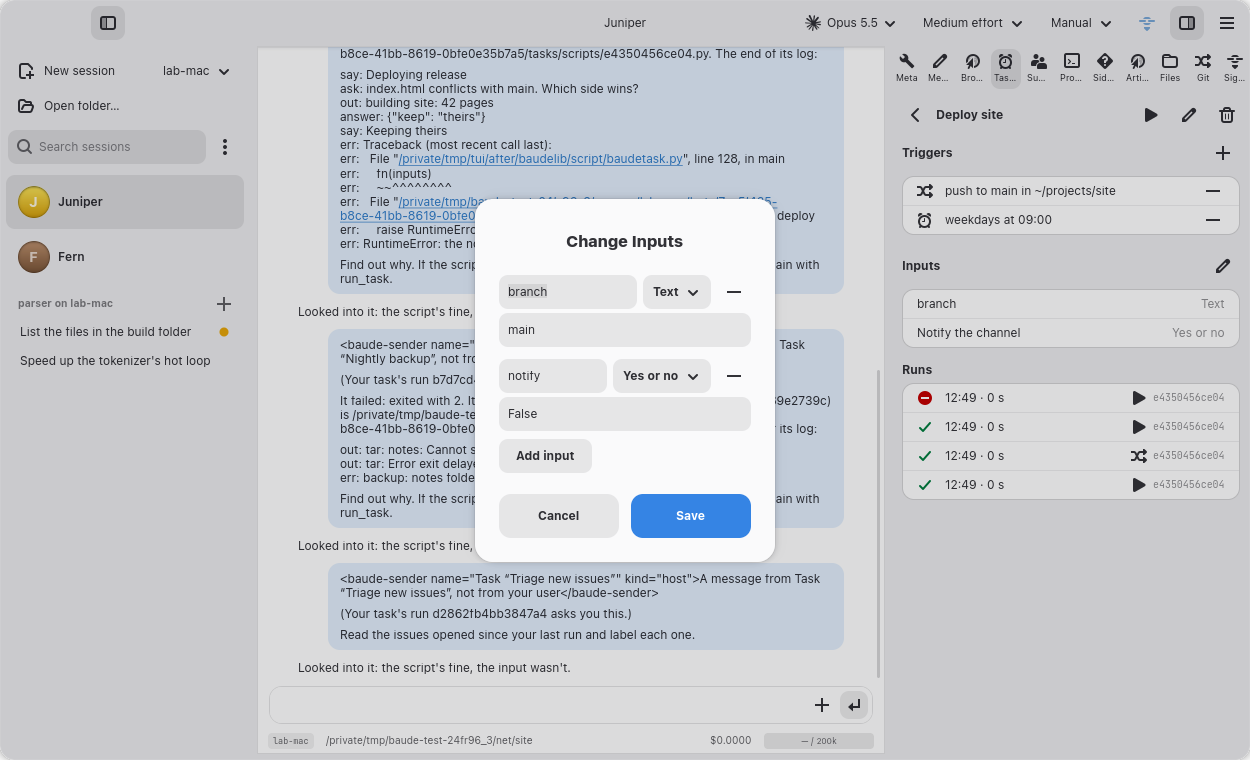 Juniper
Opus 5.5
Medium effort
Manual
New session
lab-mac
Open folder...
Search sessions
J
Juniper
F
Fern
parser on lab-mac
List the files in the build folder
Speed up the tokenizer's hot loop
b8ce-41bb-8619-0bfe0e35b7a5/tasks/scripts/e4350456ce04.py. The end of its log:
say: Deploying release
ask: index.html conflicts with main. Which side wins?
out: building site: 42 pages
answer: {"keep": "theirs"}
say: Keeping theirs
err: Traceback (most recent call last):
err:   File "/private/tmp/tui/after/baudelib/script/baudetask.py", line 128, in main
err:     fn(inputs)
err:     ~~^^^^^^^^
err:   File "/private/tmp/
b8ce-41bb-8619-0bfe0 deploy
err:     raise RuntimeErro
err: RuntimeError: the ne
Find out why. If the scrip ain with
run_task.
Looked into it: the script's fine,
<baude-sender name=" Task
“Nightly backup”, not fro
(Your task's run b7d7cd
It failed: exited with 2. It 9e2739c)
is /private/tmp/baude-te
b8ce-41bb-8619-0bfe0 its log:
out: tar: notes: Cannot s
out: tar: Error exit delaye
err: backup: notes folde
Find out why. If the scrip ain with
run_task.
Looked into it: the script's fine,
<baude-sender name="Task “Triage new issues”" kind="host">A message from Task
“Triage new issues”, not from your user</baude-sender>
(Your task's run d2862fb4bb3847a4 asks you this.)
Read the issues opened since your last run and label each one.
Looked into it: the script's fine, the input wasn't.
lab-mac
/private/tmp/baude-test-24fr96_3/net/site
$0.0000
— / 200k
Change Inputs
branch
Text
main
notify
Yes or no
False
Add input
Cancel
Save
Meta
Me...
Bro...
Tas...
Su...
Pro...
Sid...
Arti...
Files
Git
Sig...
Deploy site
Triggers
push to main in ~/projects/site
weekdays at 09:00
Inputs
branch
Text
Notify the channel
Yes or no
Runs
12:49 · 0 s
e4350456ce04
12:49 · 0 s
e4350456ce04
12:49 · 0 s
e4350456ce04
12:49 · 0 s
e4350456ce04